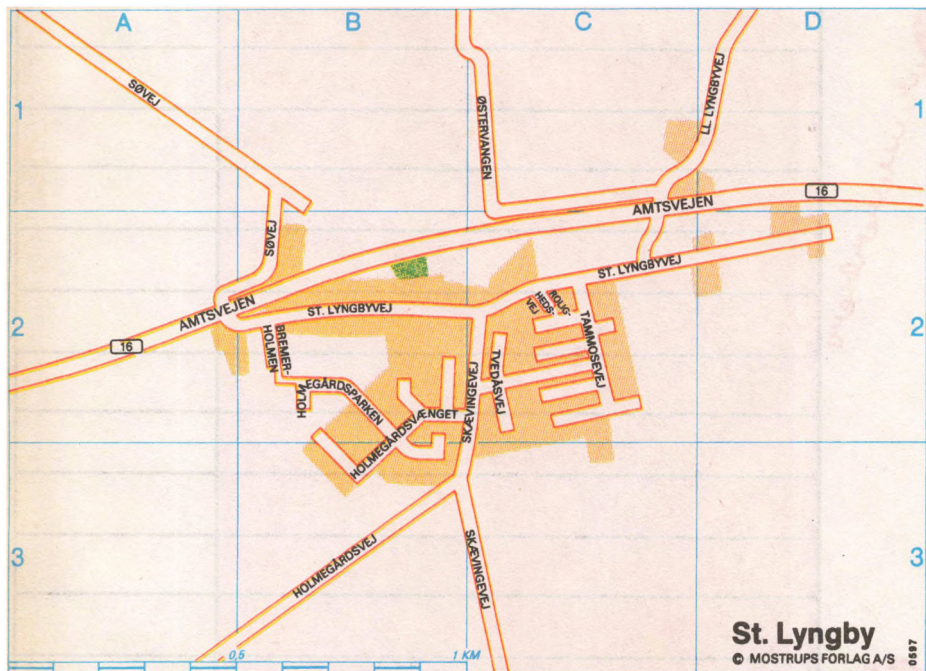 A B C D
1 1
2 2
3 3
SØVEJ
ØSTERVANGEN
LL. LYNGBYVEJ
16
AMTSVEJEN
SØVEJ
ST. LYNGBYVEJ
AMTSVEJEN
ST. LYNGBYVEJ
ROLIG-
HEDS-
VEJ
16
BREMER-
HOLMEN
TAMMOSEVEJ
TVEDÅSVEJ
SKÆVINGEVEJ
HOLMEGÅRDSPARKEN
HOLMEGÅRDSVÆNGET
HOLMEGÅRDSVEJ
SKÆVINGEVEJ
0,5 1 KM
St. Lyngby
© MOSTRUPS FORLAG A/S
0597